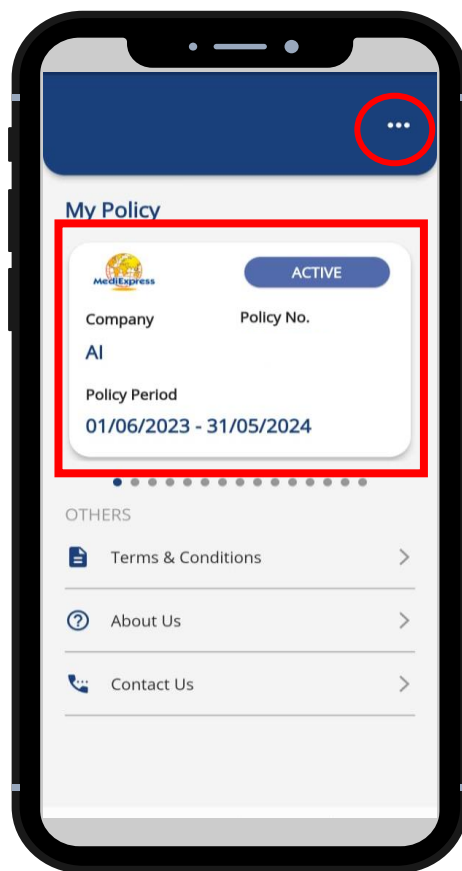 My Policy
MediExpress
ACTIVE
Company
Policy No.
AI
Policy Period
01/06/2023 - 31/05/2024
OTHERS
Terms & Conditions
About Us
Contact Us